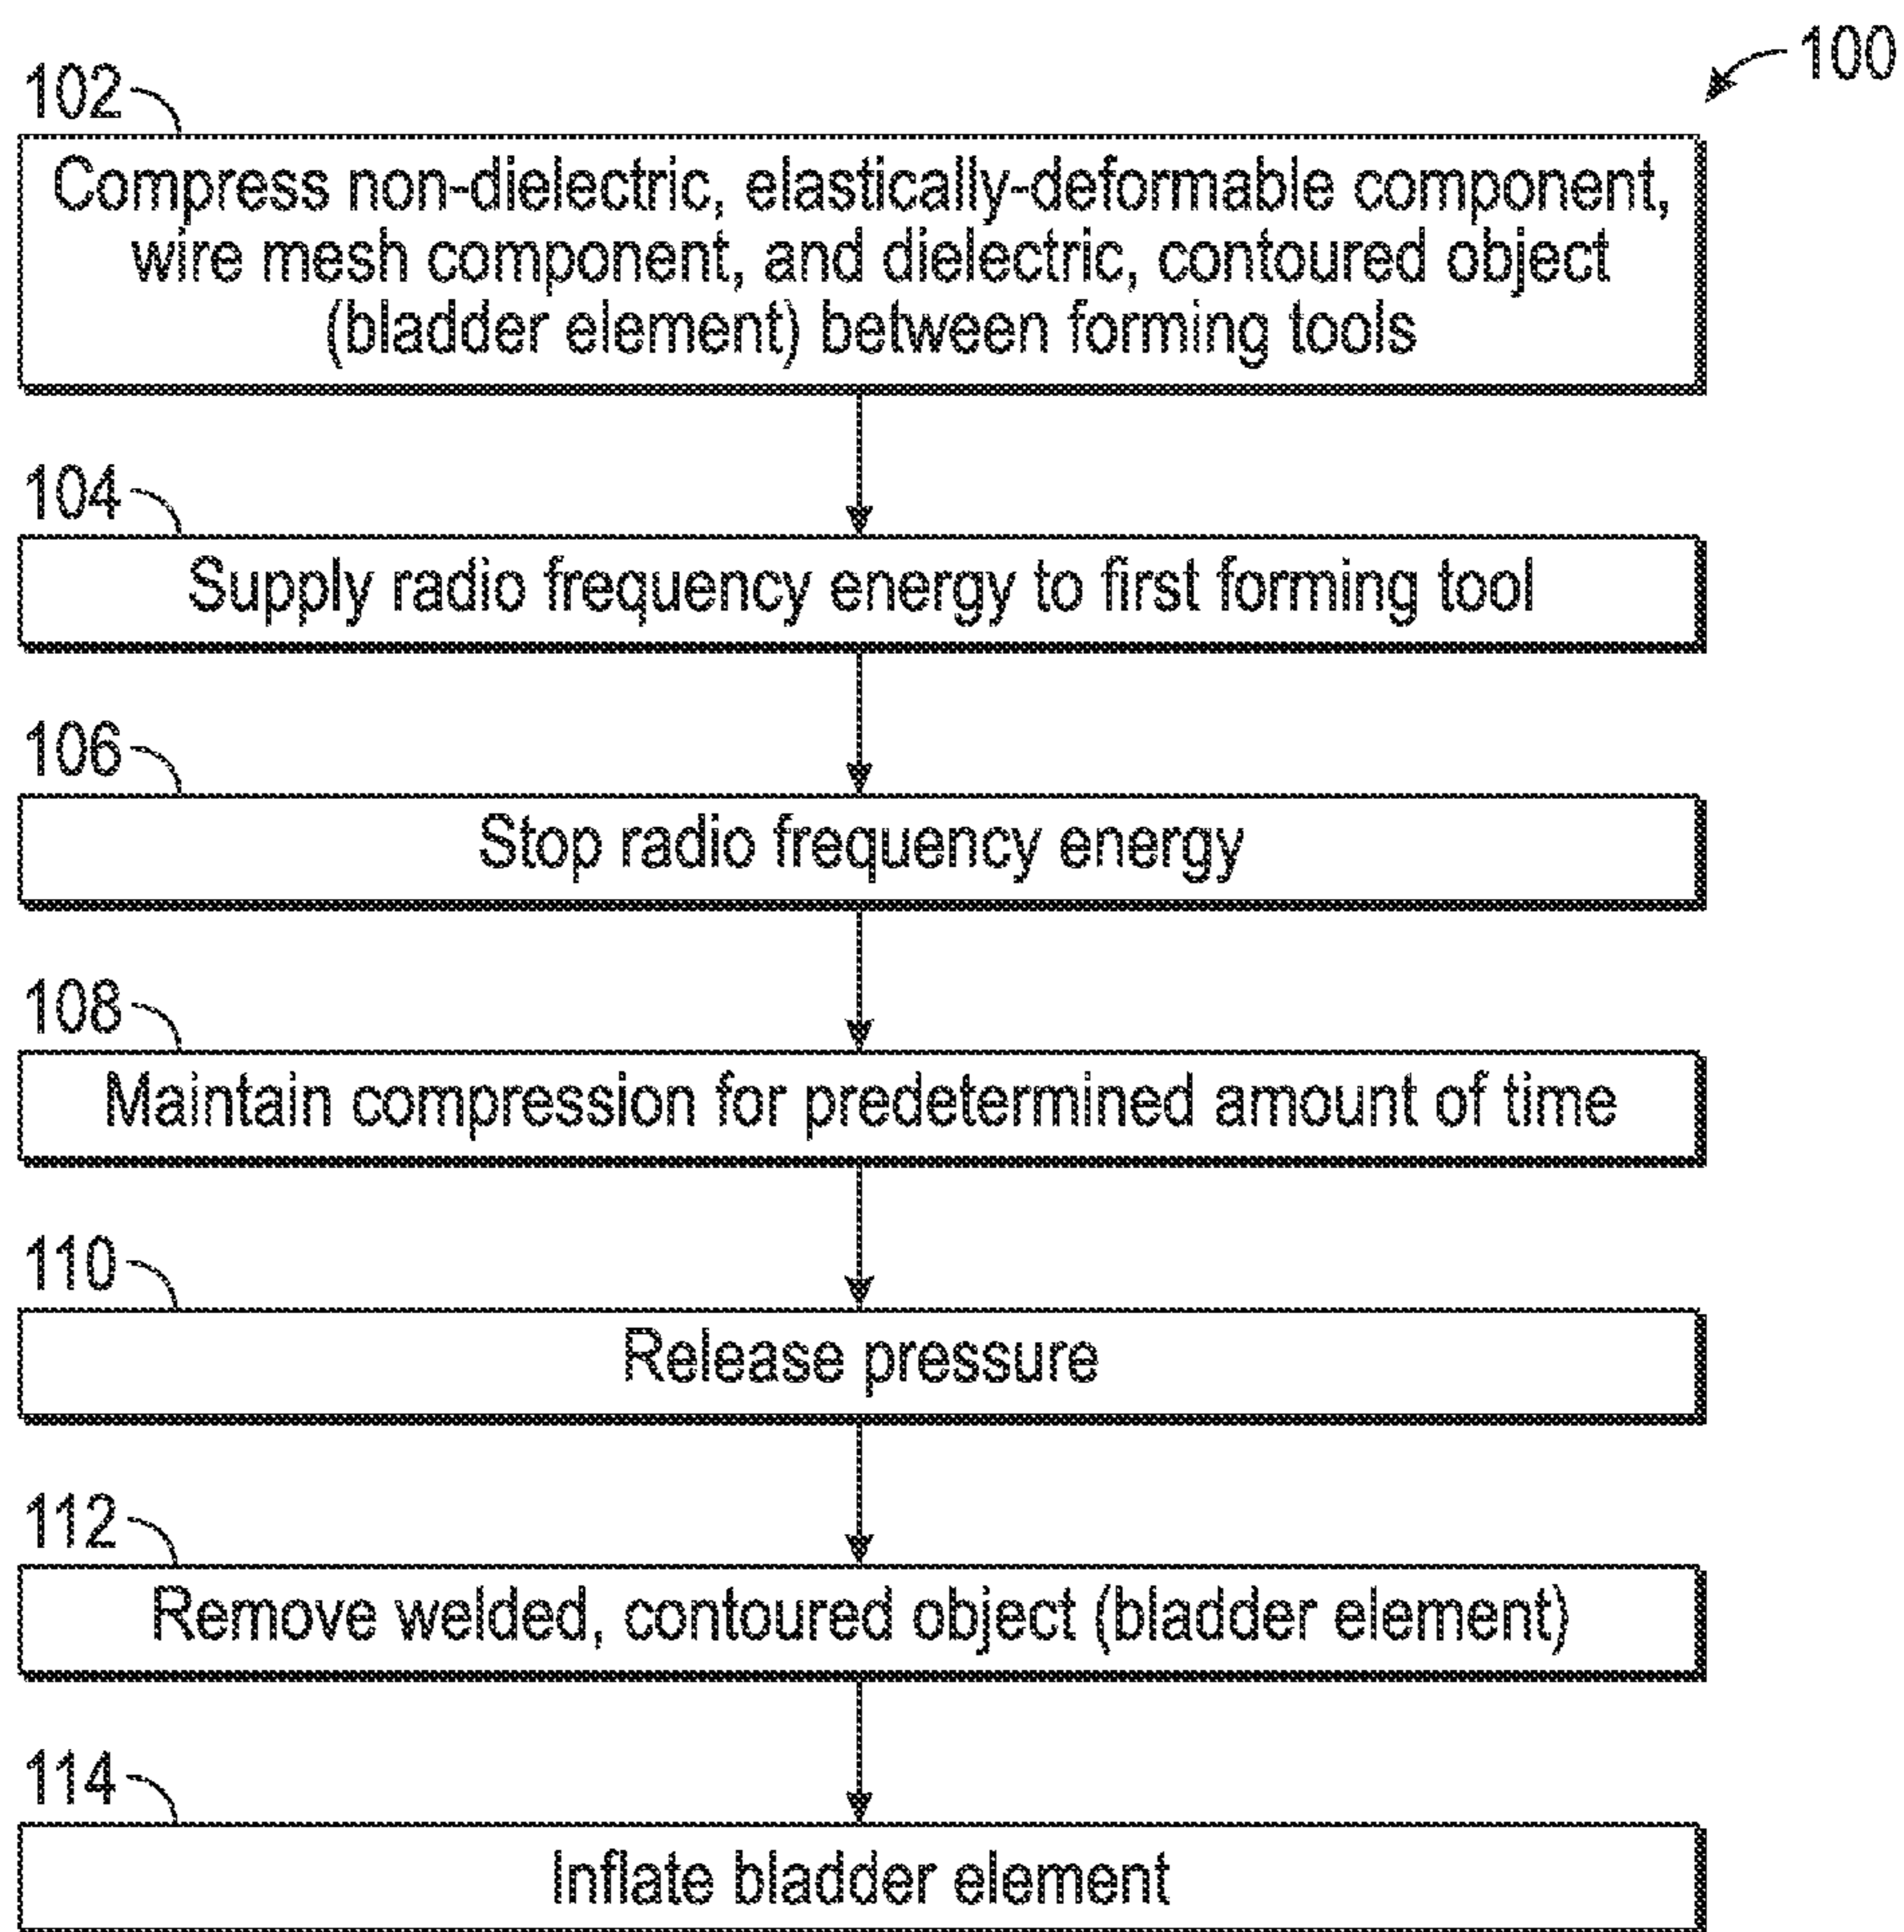 100
102
Compress non-dielectric, elastically-deformable component,
wire mesh component, and dielectric, contoured object
(bladder element) between forming tools
104
Supply radio frequency energy to first forming tool
106
Stop radio frequency energy
108
Maintain compression for predetermined amount of time
110
Release pressure
112
Remove welded, contoured object (bladder element)
114
Inflate bladder element